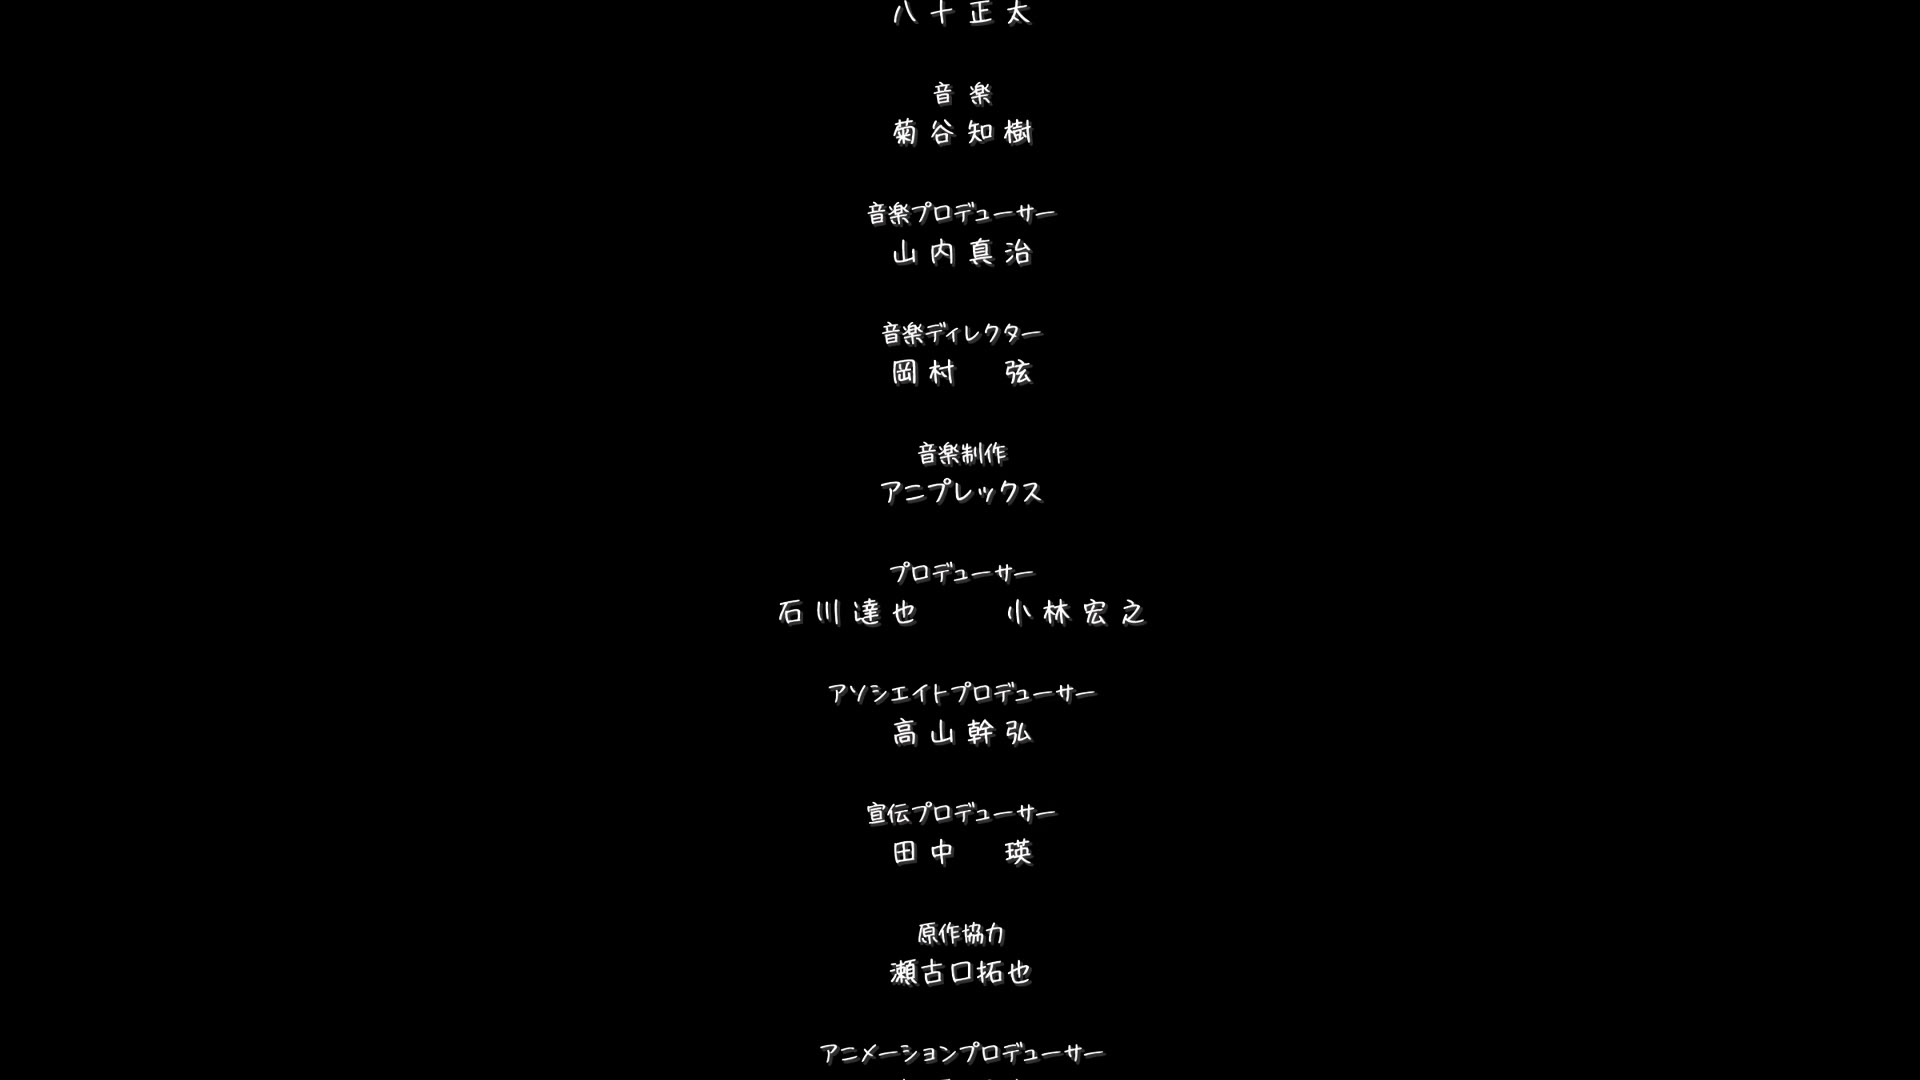 八十正太
音楽
菊谷知樹
音楽プロデューサー
山内真治
音楽ディレクター
岡村 弦
音楽制作
アニプレックス
プロデューサー
石川達也 小林宏之
アソシエイトプロデューサー
高山幹弘
宣伝プロデューサー
田中 瑛
原作協力
瀬古口拓也
アニメーションプロデューサー